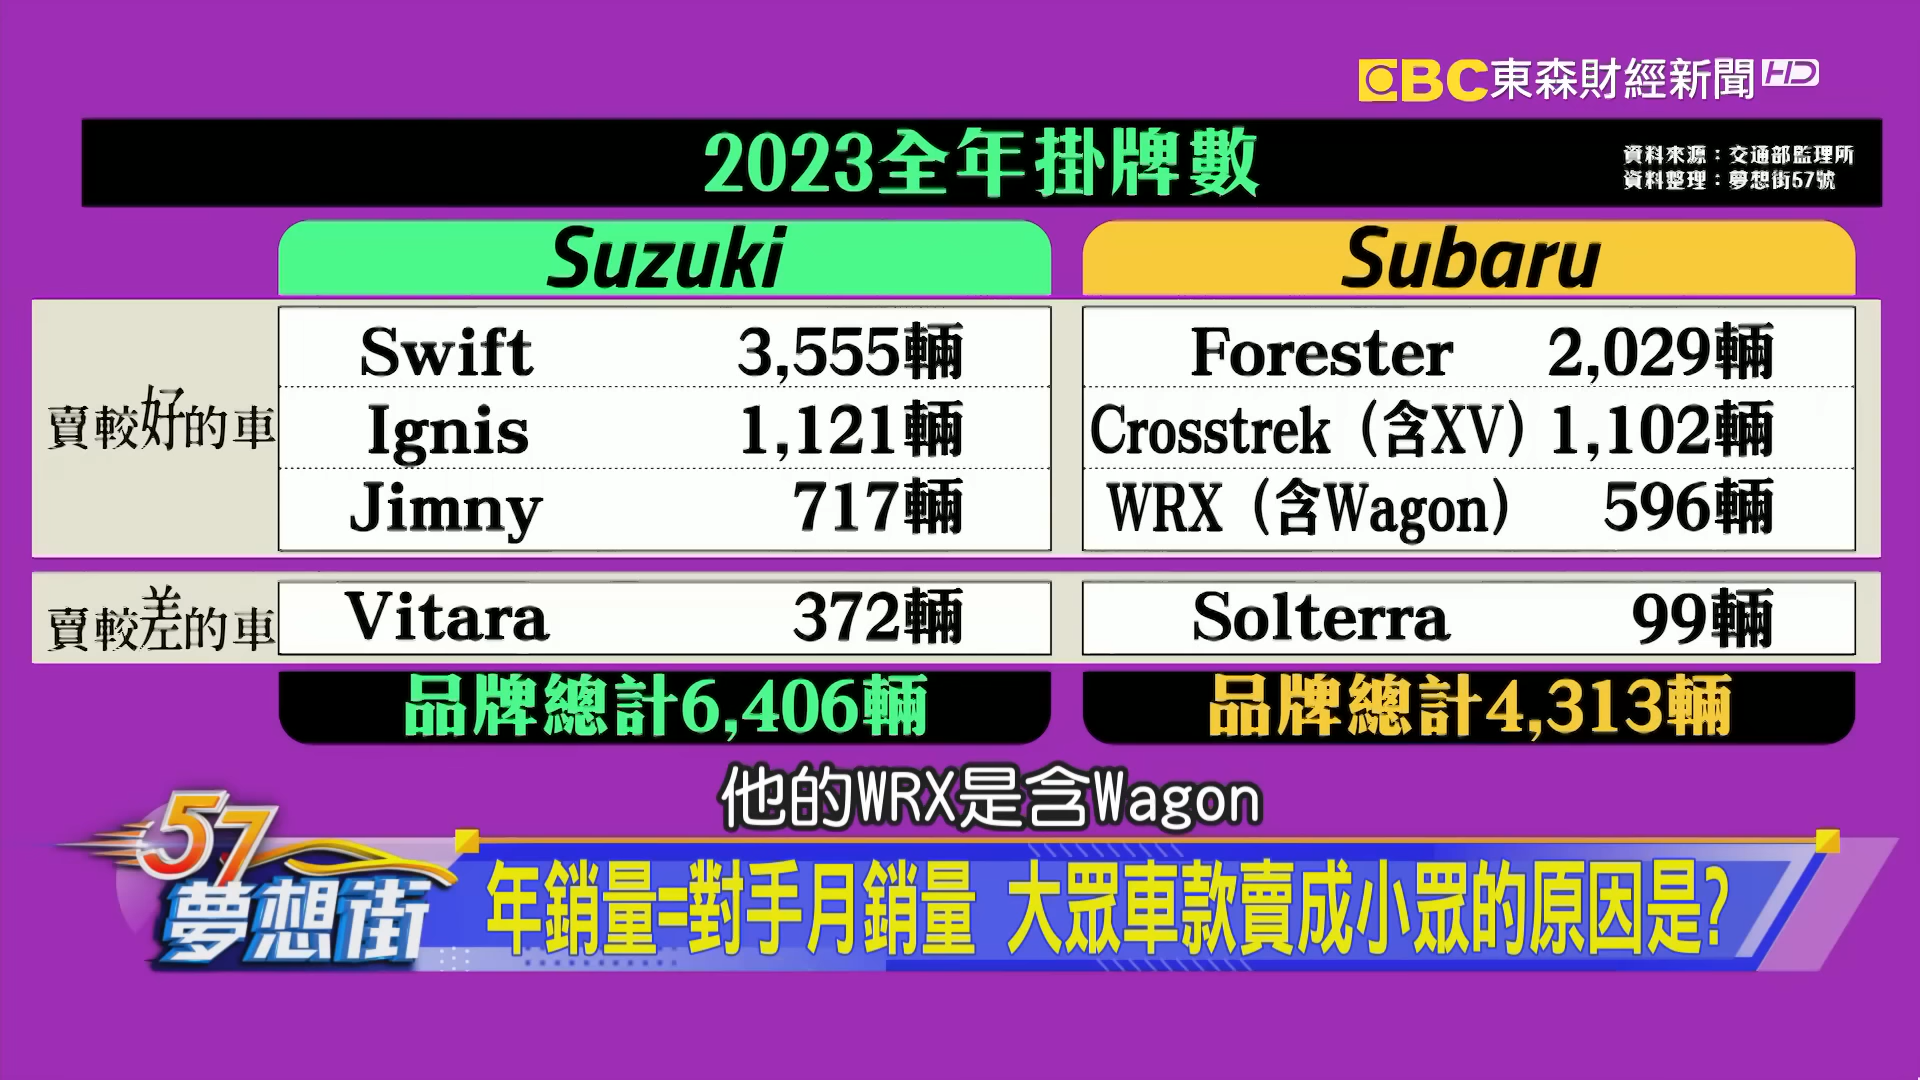 EBC東森財經新聞HD
2023全年掛牌數
資料來源：交通部監理所
資料整理：夢想街57號
Suzuki
Subaru
賣較好的車
Swift 3,555輛
Ignis 1,121輛
Jimny 717輛
Forester 2,029輛
Crosstrek（含XV） 1,102輛
WRX（含Wagon） 596輛
賣較差的車
Vitara 372輛
Solterra 99輛
品牌總計6,406輛
品牌總計4,313輛
他的WRX是含Wagon
57夢想街
年銷量=對手月銷量 大眾車款賣成小眾的原因是?